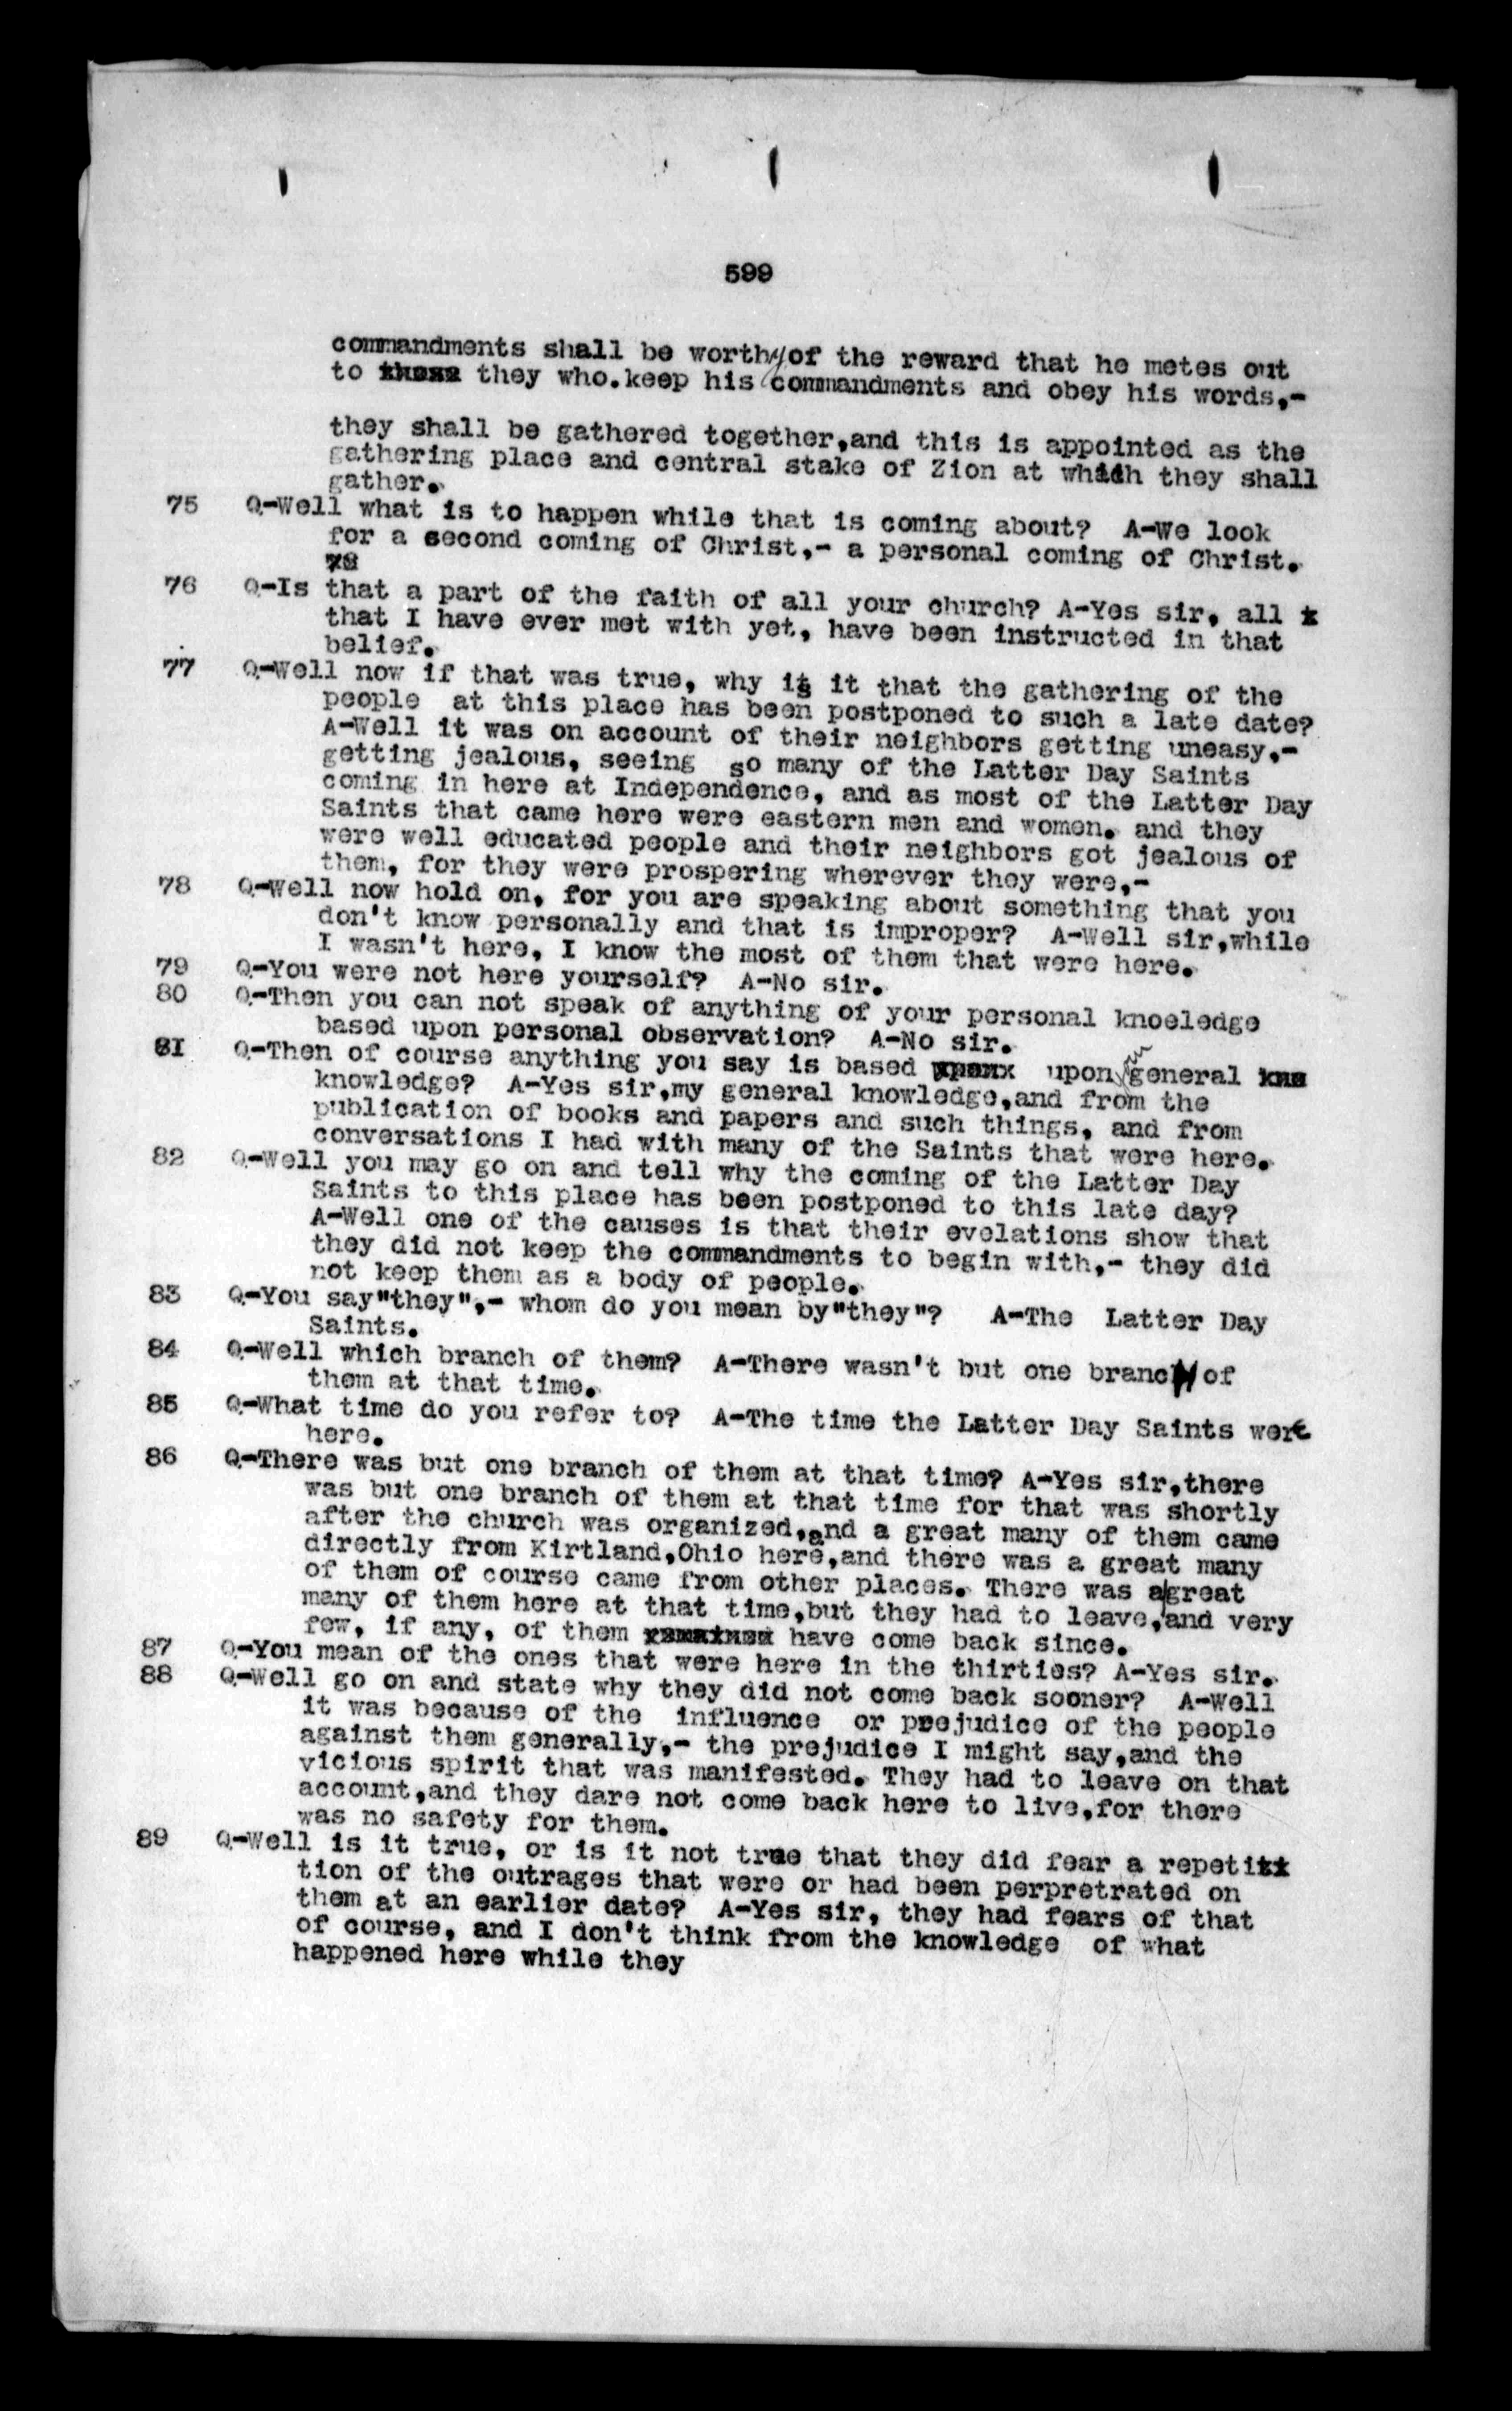 599
commandments shall be worthy of the reward that he metes out
to they who.keep his commandments and obey his words,-
they shall be gathered together,and this is appointed as the
gathering place and central stake of Zion at which they shall
gather.
75 Q-Well what is to happen while that is coming about? A-We look
for a second coming of Christ,- a personal coming of Christ.
76 Q-Is that a part of the faith of all your church? A-Yes sir, all
that I have ever met with yet, have been instructed in that
belief.
77 Q-Well now if that was true, why is it that the gathering of the
people at this place has been postponed to such a late date?
A-Well it was on account of their neighbors getting uneasy,-
getting jealous, seeing so many of the Latter Day Saints
coming in here at Independence, and as most of the Latter Day
Saints that came here were eastern men and women. and they
were well educated people and their neighbors got jealous of
them, for they were prospering wherever they were,-
78 Q-Well now hold on, for you are speaking about something that you
don't know personally and that is improper? A-Well sir,while
I wasn't here, I know the most of them that were here.
79 Q-You were not here yourself? A-No sir.
80 Q-Then you can not speak of anything of your personal knoeledge
based upon personal observation? A-No sir.
81 Q-Then of course anything you say is based upon general
knowledge? A-Yes sir,my general knowledge,and from the
publication of books and papers and such things, and from
conversations I had with many of the Saints that were here.
82 Q-Well you may go on and tell why the coming of the Latter Day
Saints to this place has been postponed to this late day?
A-Well one of the causes is that their evelations show that
they did not keep the commandments to begin with,- they did
not keep them as a body of people.
83 Q-You say"they",- whom do you mean by"they"? A-The Latter Day
Saints.
84 Q-Well which branch of them? A-There wasn't but one branch of
them at that time.
85 Q-What time do you refer to? A-The time the Latter Day Saints were
here.
86 Q-There was but one branch of them at that time? A-Yes sir,there
was but one branch of them at that time for that was shortly
after the church was organized,and a great many of them came
directly from Kirtland,Ohio here,and there was a great many
of them of course came from other places. There was a great
many of them here at that time,but they had to leave,and very
few, if any, of them have come back since.
87 Q-You mean of the ones that were here in the thirties? A-Yes sir.
88 Q-Well go on and state why they did not come back sooner? A-Well
it was because of the influence or prejudice of the people
against them generally,- the prejudice I might say,and the
vicious spirit that was manifested. They had to leave on that
account,and they dare not come back here to live,for there
was no safety for them.
89 Q-Well is it true, or is it not true that they did fear a repeti
tion of the outrages that were or had been perpretrated on
them at an earlier date? A-Yes sir, they had fears of that
of course, and I don't think from the knowledge of what
happened here while they